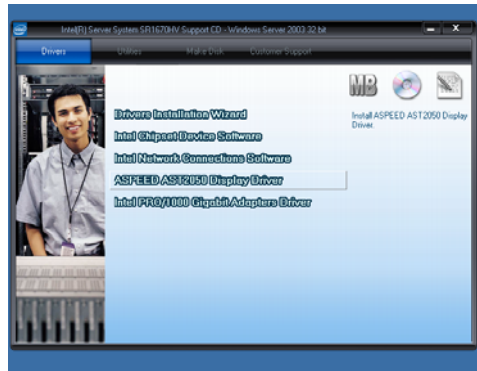 Intel(R) Server System SR1670HV Support CD - Windows Server 2003 32 bit
Drivers
Utilities
Make Disk
Customer Support
MB
Drivers Installation Wizard
Install ASPEED AST2050 Display
Driver.
Intel Chipset Device Software
Intel Network Connections Software
ASPEED AST2050 Display Driver
Intel PRO/1000 Gigabit Adapters Driver